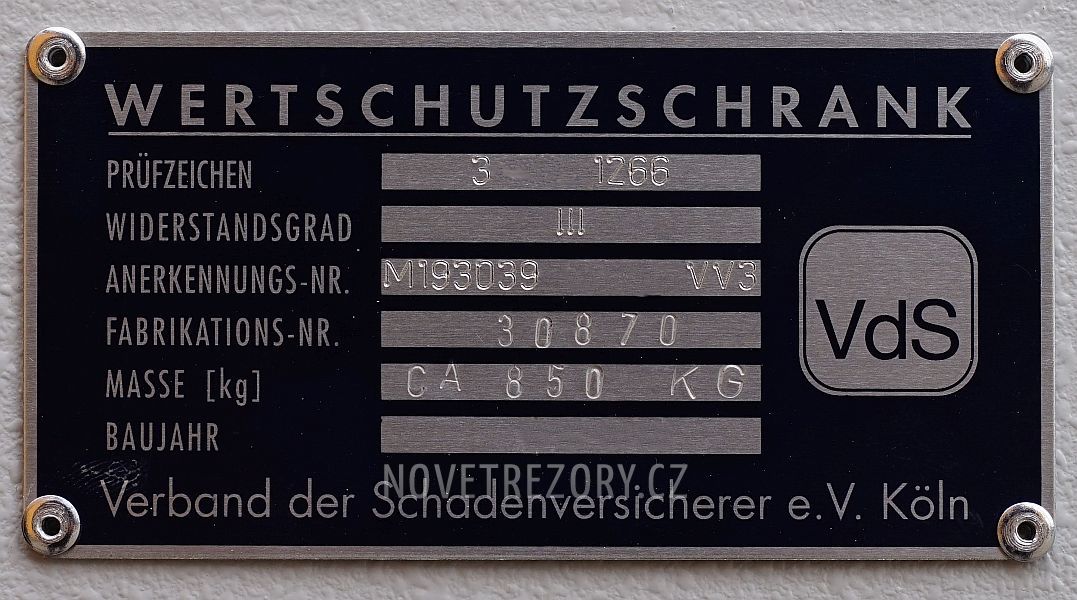 WERTSCHUTZSCHRANK
PRÜFZEICHEN 3 1266
WIDERSTANDSGRAD III
ANERKENNUNGS-NR. M193039 VV3
FABRIKATIONS-NR. 30870
MASSE [kg] CA 850 KG
BAUJAHR
VdS
NOVETREZORY.CZ
Verband der Schadenversicherer e.V. Köln